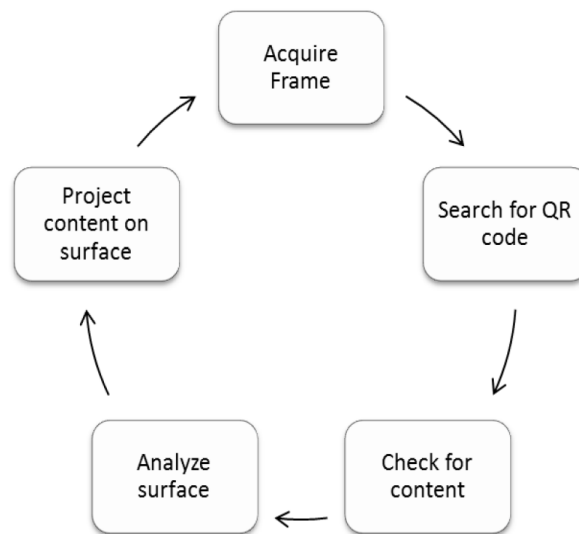 Acquire
Frame
Search for QR
code
Check for
content
Analyze
surface
Project
content on
surface